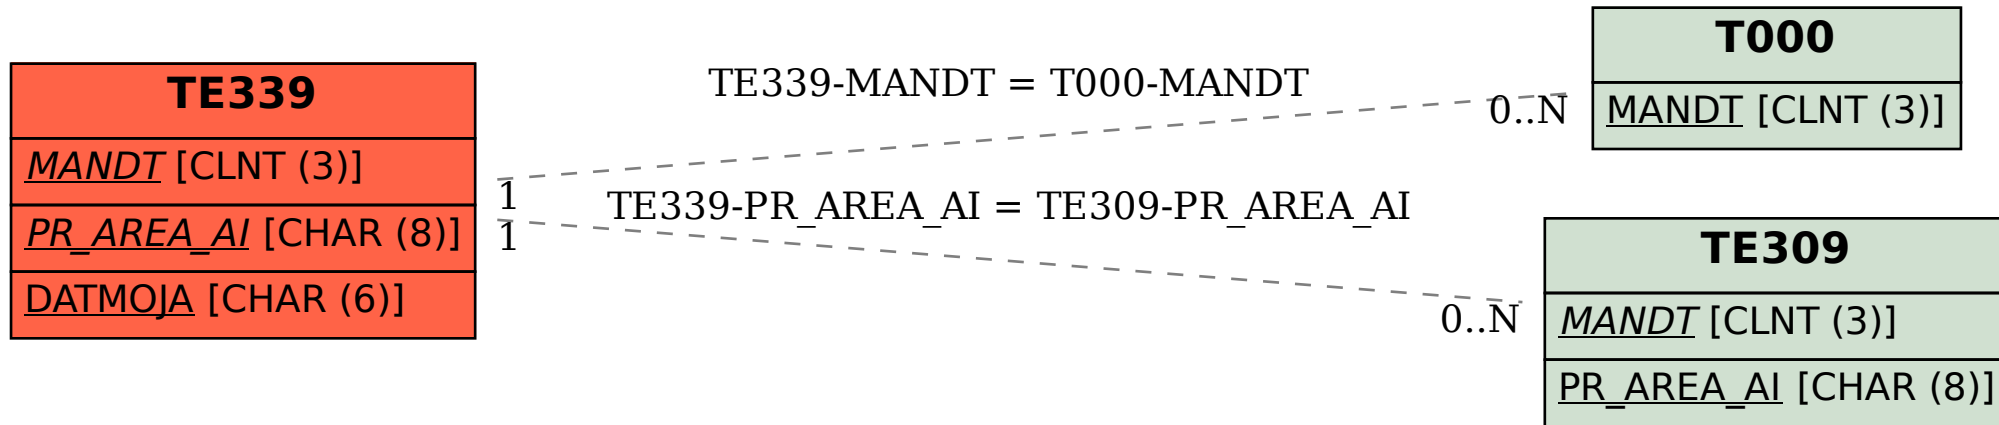 TE339
MANDT [CLNT (3)]
PR_AREA_AI [CHAR (8)]
DATMOJA [CHAR (6)]
TE339-MANDT = T000-MANDT
1
0..N
TE339-PR_AREA_AI = TE309-PR_AREA_AI
1
0..N
T000
MANDT [CLNT (3)]
TE309
MANDT [CLNT (3)]
PR_AREA_AI [CHAR (8)]